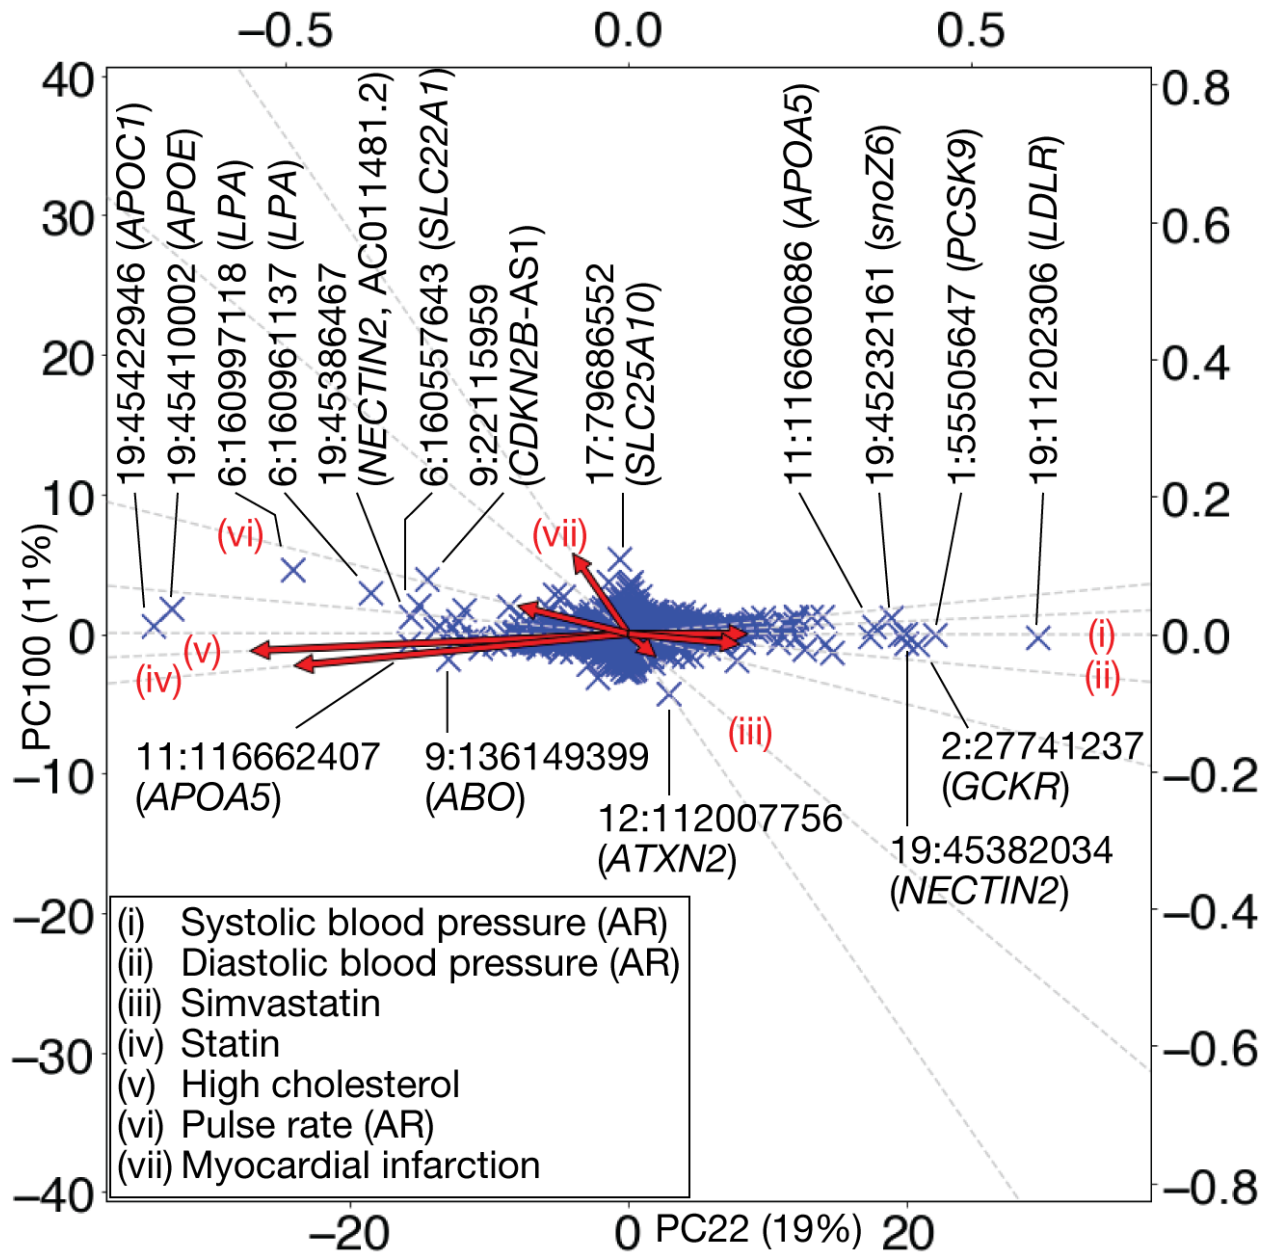 −0.5 0.0 0.5
40 30 20 10 0 −10 −20 −30 −40
PC100 (11%)
0.8 0.6 0.4 0.2 0.0 −0.2 −0.4 −0.6 −0.8
19:45422946 (APOC1)
19:45410002 (APOE)
6:160997118 (LPA)
6:160961137 (LPA)
19:45386467
(NECTIN2, AC011481.2)
6:160557643 (SLC22A1)
9:22115959
(CDKN2B-AS1)
17:79686552
(SLC25A10)
11:116660686 (APOA5)
19:45232161 (snoZ6)
1:55505647 (PCSK9)
19:11202306 (LDLR)
(vi)
(vii)
(v)
(iv)
(i)
(ii)
(iii)
11:116662407
(APOA5)
9:136149399
(ABO)
12:112007756
(ATXN2)
2:27741237
(GCKR)
19:45382034
(NECTIN2)
(i) Systolic blood pressure (AR)
(ii) Diastolic blood pressure (AR)
(iii) Simvastatin
(iv) Statin
(v) High cholesterol
(vi) Pulse rate (AR)
(vii) Myocardial infarction
−20 0 PC22 (19%) 20